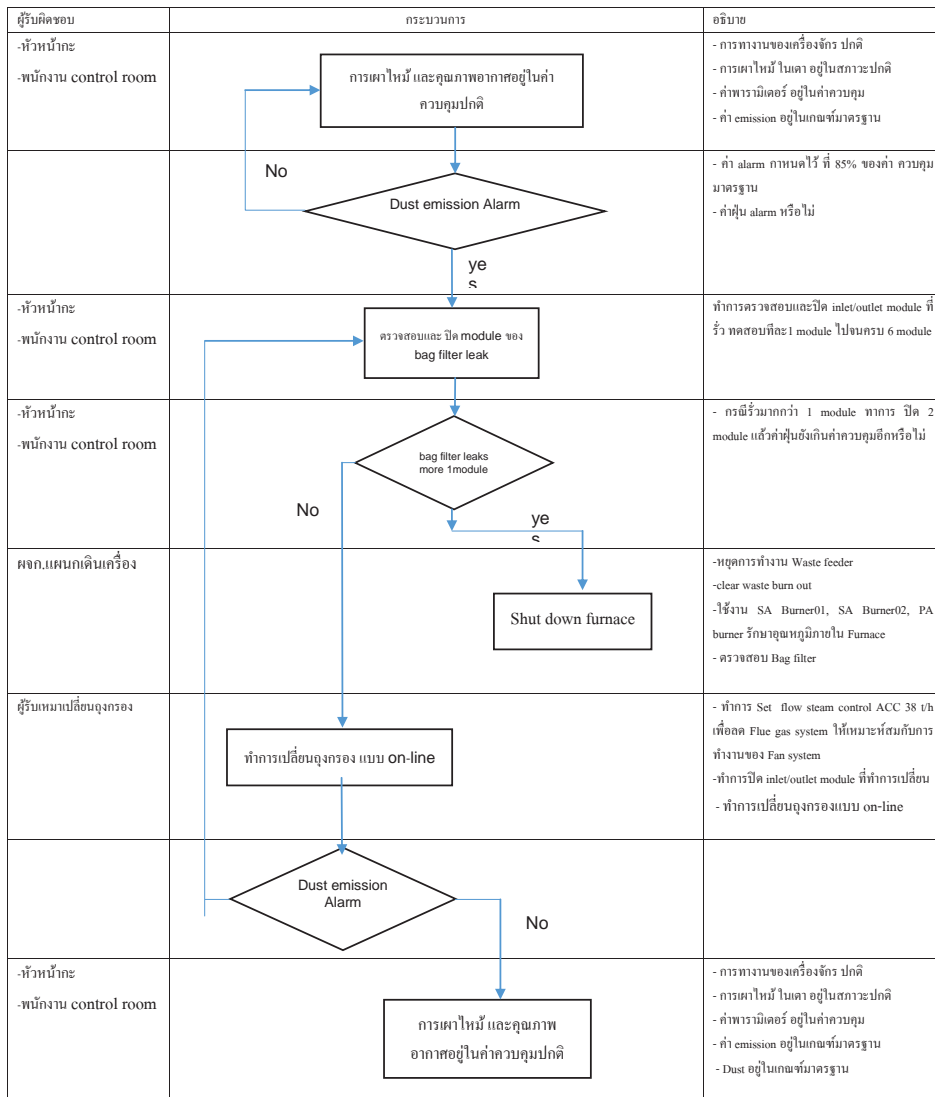 ผู้รับผิดชอบ
กระบวนการ
อธิบาย
-หัวหน้ากะ
-พนักงาน control room
การเผาไหม้ และคุณภาพอากาศอยู่ในค่า
ควบคุมปกติ
- การทางานของเครื่องจักร ปกติ
- การเผาไหม้ ในเตา อยู่ในสภาวะปกติ
- ค่าพารามิเตอร์ อยู่ในค่าควบคุม
- ค่า emission อยู่ในเกณฑ์มาตรฐาน
No
Dust emission Alarm
ye
s
- ค่า alarm กาหนดไว้ ที่ 85% ของค่า ควบคุม
มาตรฐาน
- ค่าฝุ่น alarm หรือไม่
-หัวหน้ากะ
-พนักงาน control room
ตรวจสอบและ ปิด module ของ
bag filter leak
ทำการตรวจสอบและปิด inlet/outlet module ที่
รั่ว ทดสอบทีละ1 module ไปจนครบ 6 module
-หัวหน้ากะ
-พนักงาน control room
bag filter leaks
more 1module
No
ye
s
- กรณีรั่วมากกว่า 1 module ทาการ ปิด 2
module แล้วค่าฝุ่นยังเกินค่าควบคุมอีกหรือไม่
ผจก.แผนกเดินเครื่อง
Shut down furnace
-หยุดการทำงาน Waste feeder
-clear waste burn out
-ใช้งาน SA Burner01, SA Burner02, PA
burner รักษาอุณหภูมิภายใน Furnace
- ตรวจสอบ Bag filter
ผู้รับเหมาเปลี่ยนถุงกรอง
ทำการเปลี่ยนถุงกรอง แบบ on-line
- ทำการ Set flow steam control ACC 38 t/h
เพื่อลด Flue gas system ให้เหมาะห์สมกับการ
ทำงานของ Fan system
-ทำการปิด inlet/outlet module ที่ทำการเปลี่ยน
- ทำการเปลี่ยนถุงกรองแบบ on-line
Dust emission
Alarm
No
-หัวหน้ากะ
-พนักงาน control room
การเผาไหม้ และคุณภาพ
อากาศอยู่ในค่าควบคุมปกติ
- การทางานของเครื่องจักร ปกติ
- การเผาไหม้ ในเตา อยู่ในสภาวะปกติ
- ค่าพารามิเตอร์ อยู่ในค่าควบคุม
- ค่า emission อยู่ในเกณฑ์มาตรฐาน
- Dust อยู่ในเกณฑ์มาตรฐาน